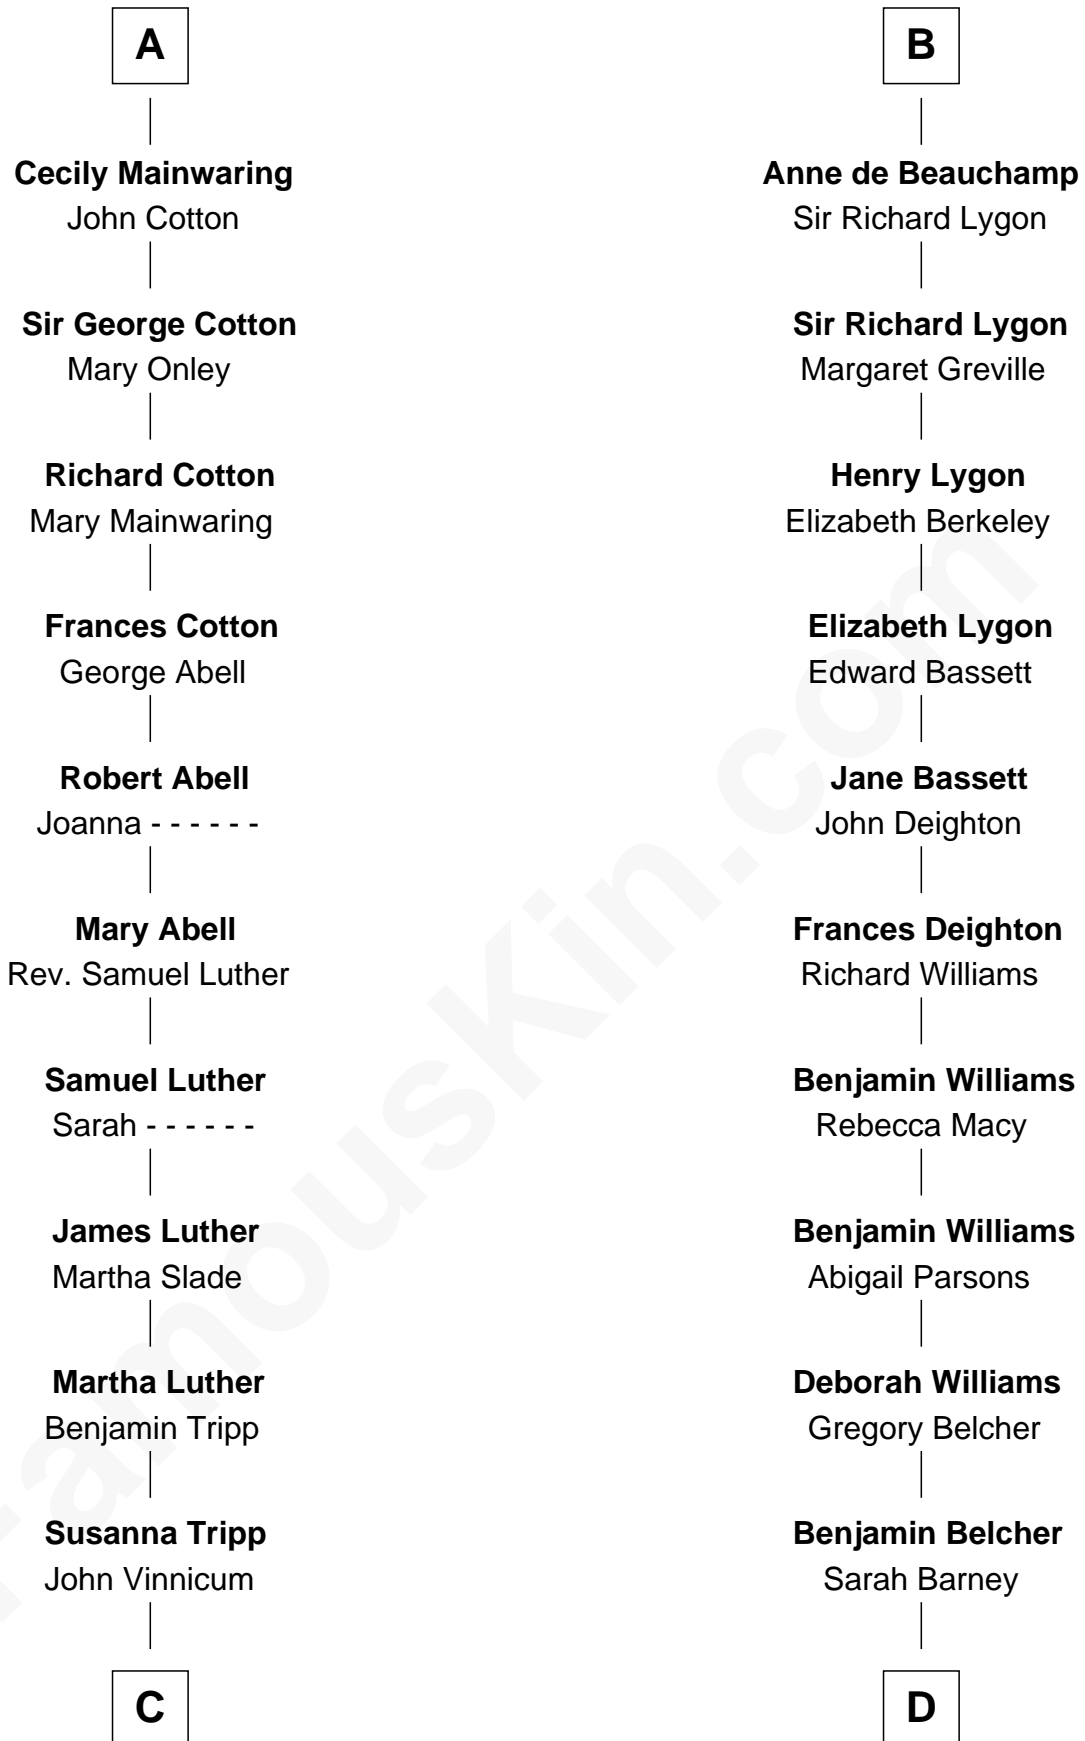 A
Cecily Mainwaring
John Cotton
Sir George Cotton
Mary Onley
Richard Cotton
Mary Mainwaring
Frances Cotton
George Abell
Robert Abell
Joanna - - - - - -
Mary Abell
Rev. Samuel Luther
Samuel Luther
Sarah - - - - - -
James Luther
Martha Slade
Martha Luther
Benjamin Tripp
Susanna Tripp
John Vinnicum
C
B
Anne de Beauchamp
Sir Richard Lygon
Sir Richard Lygon
Margaret Greville
Henry Lygon
Elizabeth Berkeley
Elizabeth Lygon
Edward Bassett
Jane Bassett
John Deighton
Frances Deighton
Richard Williams
Benjamin Williams
Rebecca Macy
Benjamin Williams
Abigail Parsons
Deborah Williams
Gregory Belcher
Benjamin Belcher
Sarah Barney
D
FamousKin.com